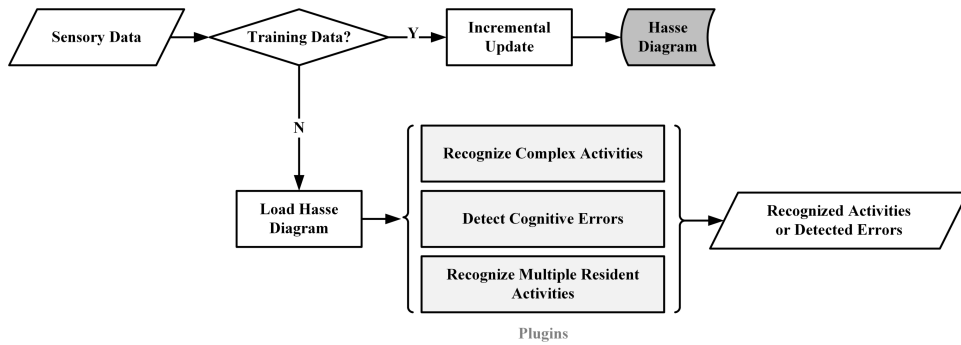 Sensory Data
Training Data?
Y
Incremental
Update
Hasse
Diagram
N
Load Hasse
Diagram
Recognize Complex Activities
Detect Cognitive Errors
Recognize Multiple Resident
Activities
Recognized Activities
or Detected Errors
Plugins